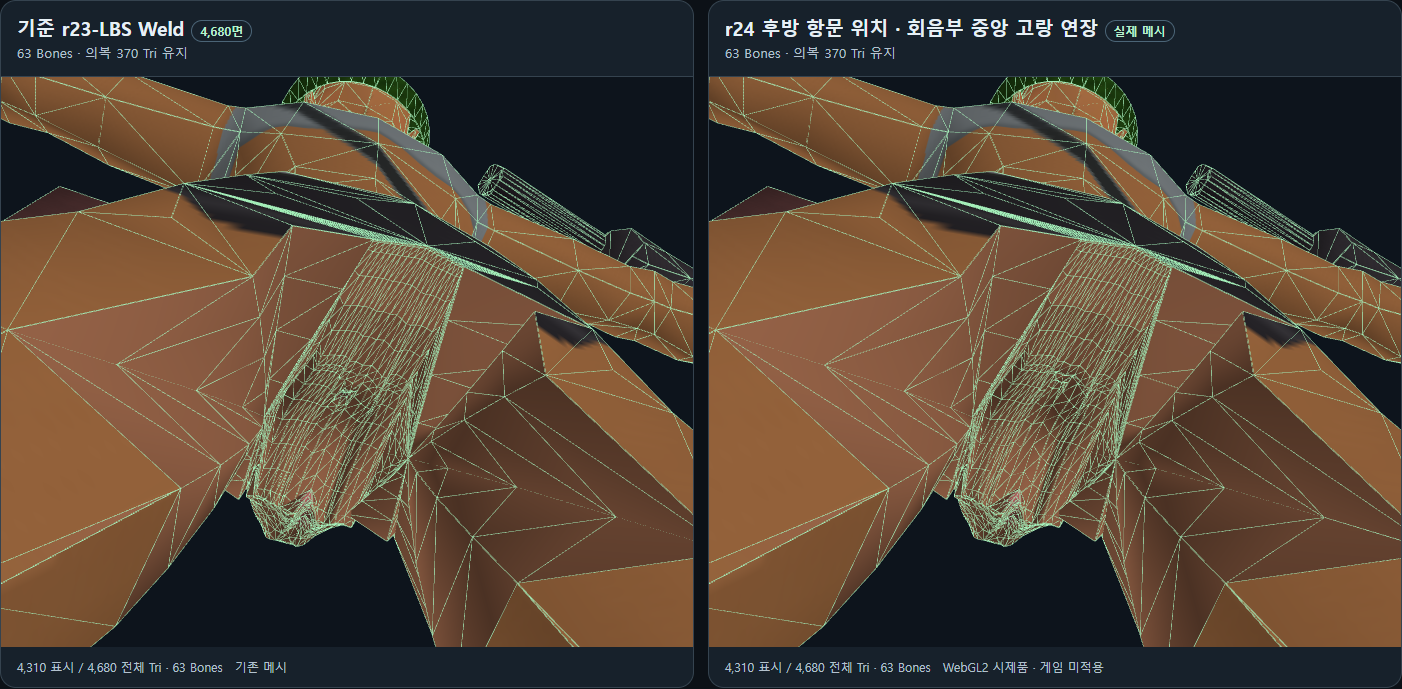 기준 r23-LBS Weld 4,680면
63 Bones · 의복 370 Tri 유지
4,310 표시 / 4,680 전체 Tri · 63 Bones 기존 메시
r24 후방 항문 위치 · 회음부 중앙 고랑 연장 실제 메시
63 Bones · 의복 370 Tri 유지
4,310 표시 / 4,680 전체 Tri · 63 Bones WebGL2 시제품 · 게임 미적용